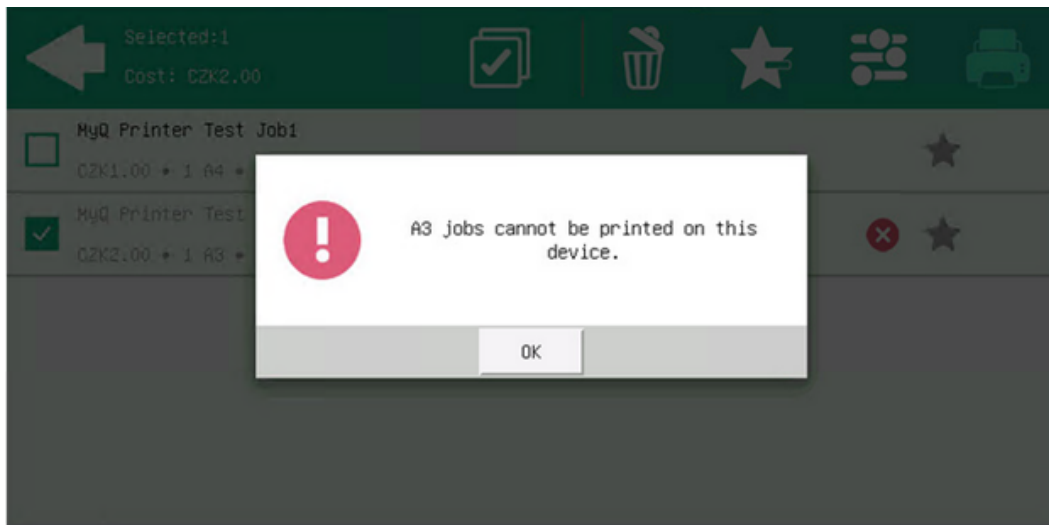 Selected:1
Cost: CZK2.00
MyQ Printer Test Job1
CZK1.00 • 1 A4 •
MyQ Printer Test
CZK2.00 • 1 A3 •
A3 jobs cannot be printed on this
device.
OK